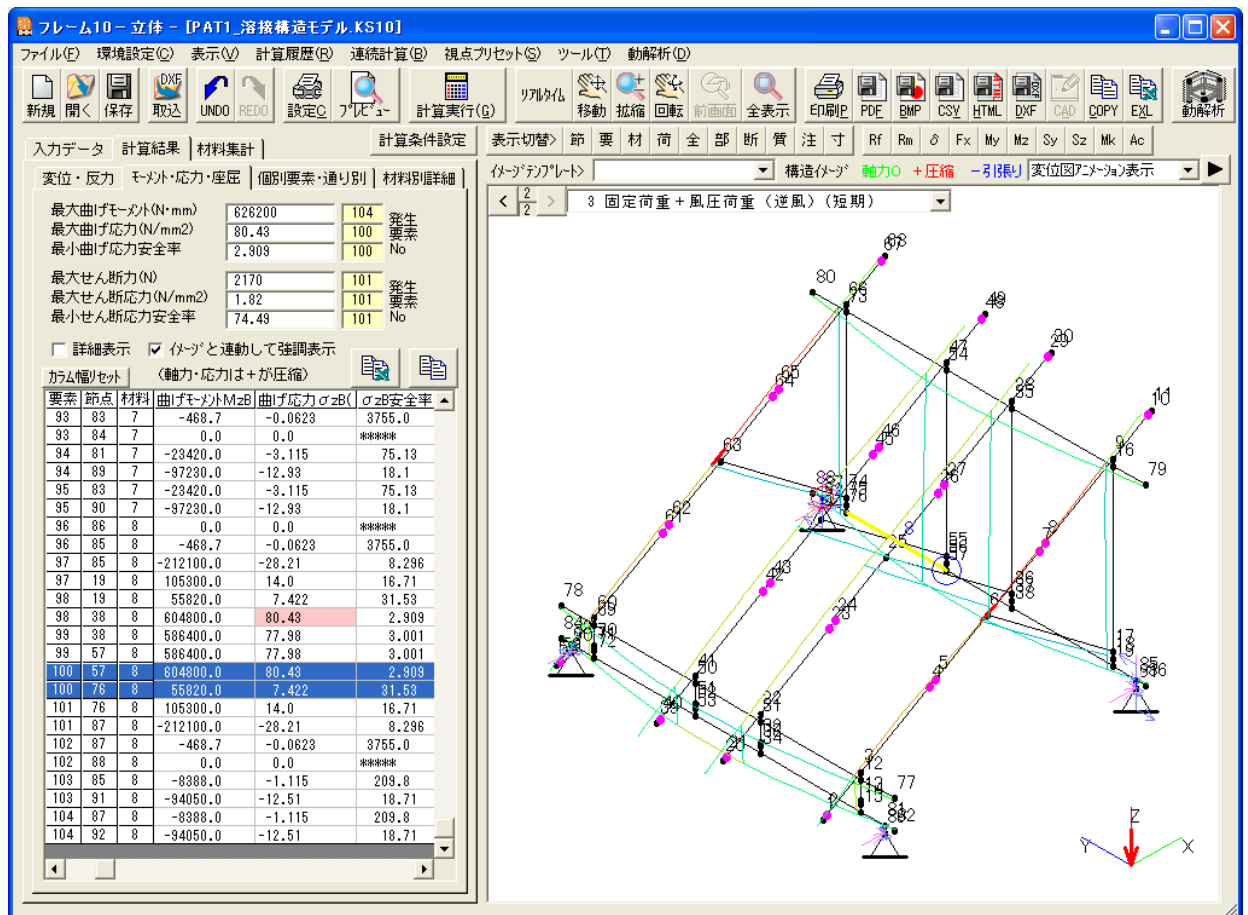 フレーム10－立体 - [PAT1_溶接構造モデル.KS10]
ファイル(F) 環境設定(C) 表示(V) 計算履歴(R) 連続計算(B) 視点プリセット(S) ツール(T) 動解析(D)
新規 開く 保存 DXF 取込 UNDO REDO 設定C プレビュー 計算実行(G) リアルタイム 移動 拡縮 回転 前画面 全表示 印刷P PDF BMP CSV HTML DXF CAD COPY EXL 動解析
入力データ 計算結果 材料集計 計算条件設定 表示切替> 節 要 材 荷 全 部 断 質 注 寸 Rf Rm δ Fx My Mz Sy Sz Mk Ac
変位・反力 モーメント・応力・座屈 個別要素・通り別 材料別詳細 イメージテンプレート> 構造イメージ 軸力0 +圧縮 -引張り 変位図アニメーション表示
< 2 2 > 3 固定荷重＋風圧荷重（逆風）(短期)
最大曲げモーメント(N・mm) 626200 104
最大曲げ応力(N/mm2) 80.43 100
最小曲げ応力安全率 2.909 100
発生要素No
最大せん断力(N) 2170 101
最大せん断応力(N/mm2) 1.82 101
最小せん断応力安全率 74.49 101
発生要素No
詳細表示 イメージと連動して強調表示
カラム幅リセット (軸力・応力は+が圧縮)
要素 節点 材料 曲げモーメントMzB 曲げ応力σzB( σzB安全率
93 83 7 -468.7 -0.0623 3755.0
93 84 7 0.0 0.0 *****
94 81 7 -23420.0 -3.115 75.13
94 89 7 -97230.0 -12.93 18.1
95 83 7 -23420.0 -3.115 75.13
95 90 7 -97230.0 -12.93 18.1
96 86 8 0.0 0.0 *****
96 85 8 -468.7 -0.0623 3755.0
97 85 8 -212100.0 -28.21 8.296
97 19 8 105300.0 14.0 16.71
98 19 8 55820.0 7.422 31.53
98 38 8 604800.0 80.43 2.909
99 38 8 586400.0 77.98 3.001
99 57 8 586400.0 77.98 3.001
100 57 8 604800.0 80.43 2.909
100 76 8 55820.0 7.422 31.53
101 76 8 105300.0 14.0 16.71
101 87 8 -212100.0 -28.21 8.296
102 87 8 -468.7 -0.0623 3755.0
102 88 8 0.0 0.0 *****
103 85 8 -8388.0 -1.115 209.8
103 91 8 -94050.0 -12.51 18.71
104 87 8 -8388.0 -1.115 209.8
104 92 8 -94050.0 -12.51 18.71
80
63
79
78
77
25
6
Z
Y
X